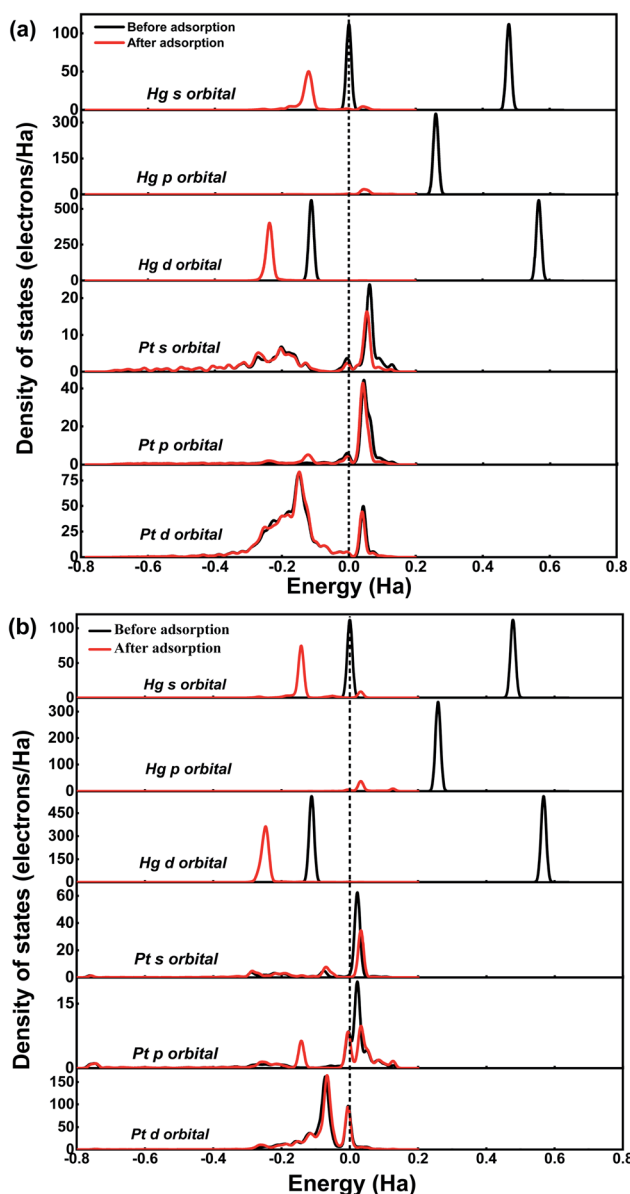 (a)
Before adsorption
After adsorption
100
50
0
Hg s orbital
300
150
0
Hg p orbital
500
250
0
Hg d orbital
20
10
0
Pt s orbital
40
20
0
Pt p orbital
75
50
25
0
Pt d orbital
Density of states (electrons/Ha)
-0.8 -0.6 -0.4 -0.2 0.0 0.2 0.4 0.6 0.8
Energy (Ha)
(b)
Before adsorption
After adsorption
100
50
0
Hg s orbital
300
200
100
0
Hg p orbital
450
300
150
0
Hg d orbital
60
40
20
0
Pt s orbital
15
0
Pt p orbital
150
100
50
0
Pt d orbital
Density of states (electrons/Ha)
-0.8 -0.6 -0.4 -0.2 0.0 0.2 0.4 0.6 0.8
Energy (Ha)